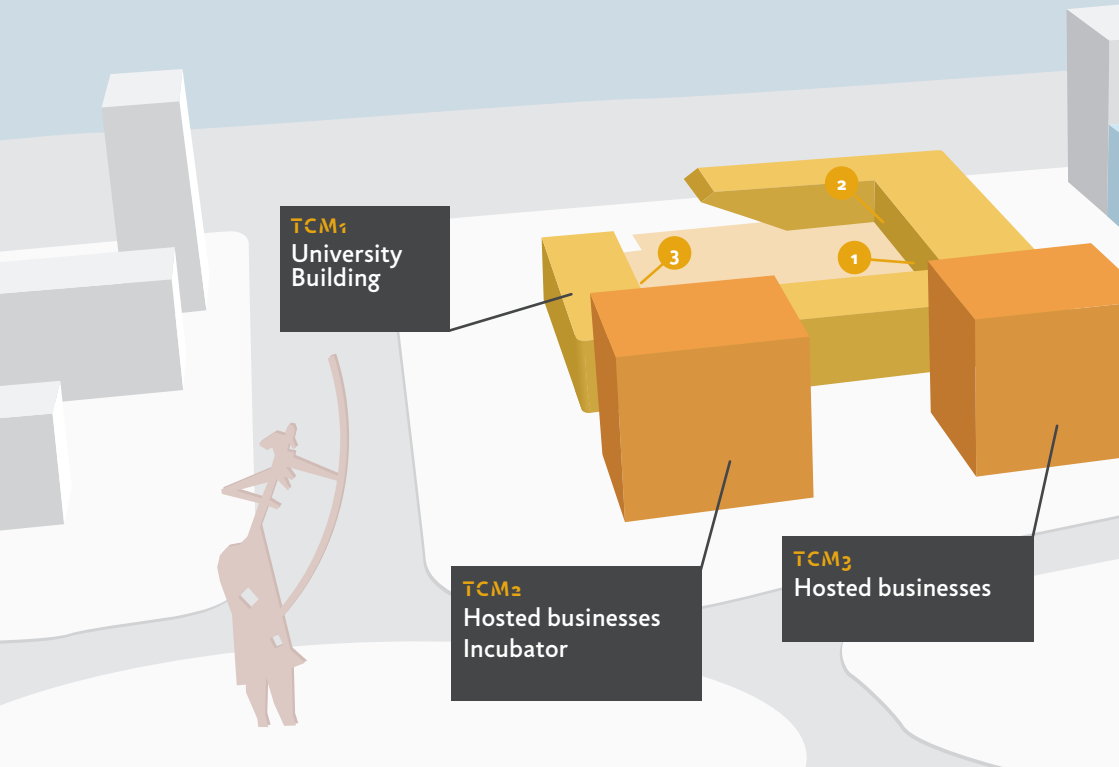 TCM1
University
Building
2
3
1
TCM2
Hosted businesses
Incubator
TCM3
Hosted businesses